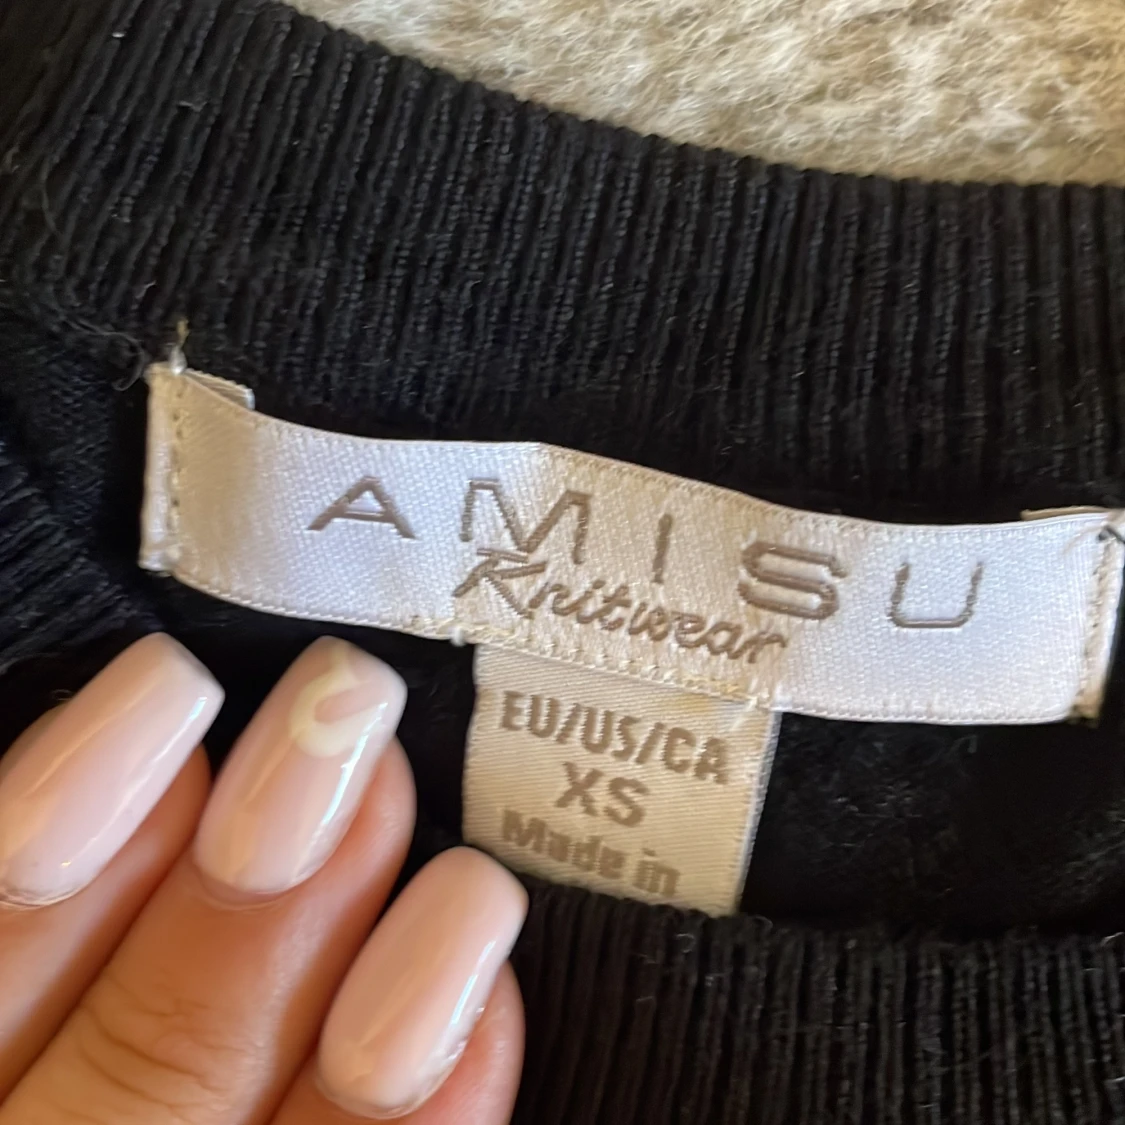 AMISU
Knitwear
EU/US/CA
XS
Made in